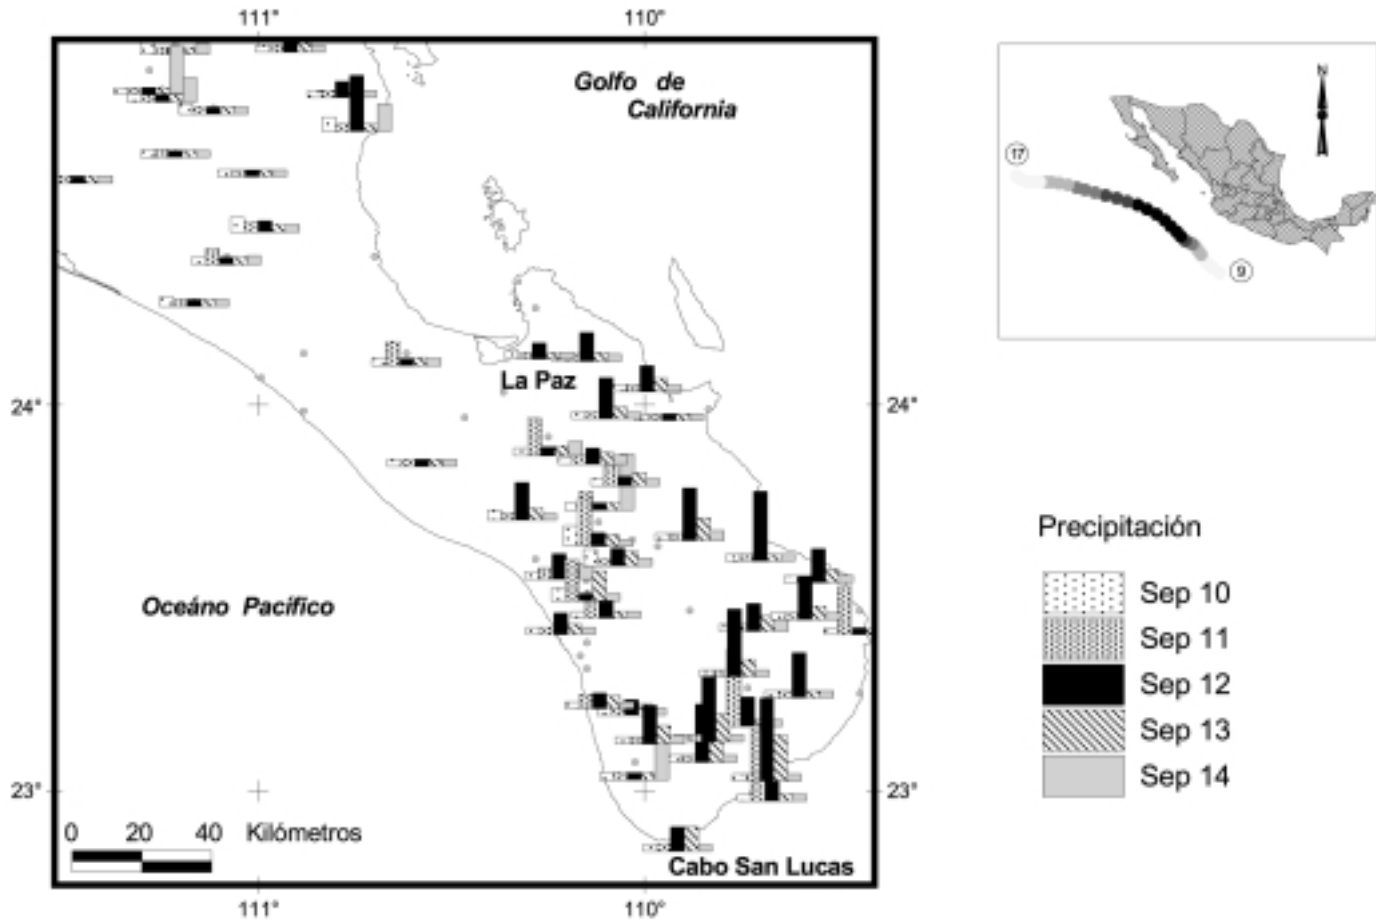 111°
110°
Golfo de
California
N
17
9
La Paz
24°
24°
Precipitación
Sep 10
Sep 11
Sep 12
Sep 13
Sep 14
Oceáno Pacífico
23°
23°
0 20 40 Kilómetros
Cabo San Lucas
111°
110°